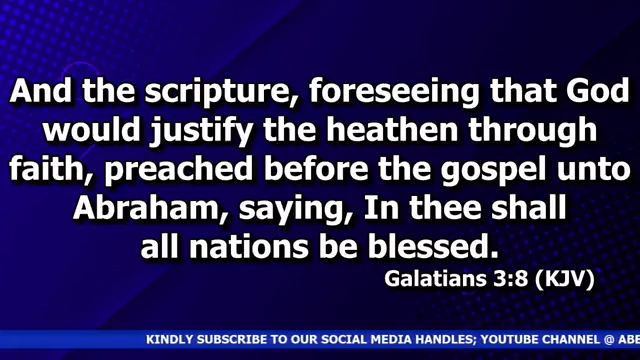 And the scripture, foreseeing that God
would justify the heathen through
faith, preached before the gospel unto
Abraham, saying, In thee shall
all nations be blessed.
Galatians 3:8 (KJV)
KINDLY SUBSCRIBE TO OUR SOCIAL MEDIA HANDLES; YOUTUBE CHANNEL @